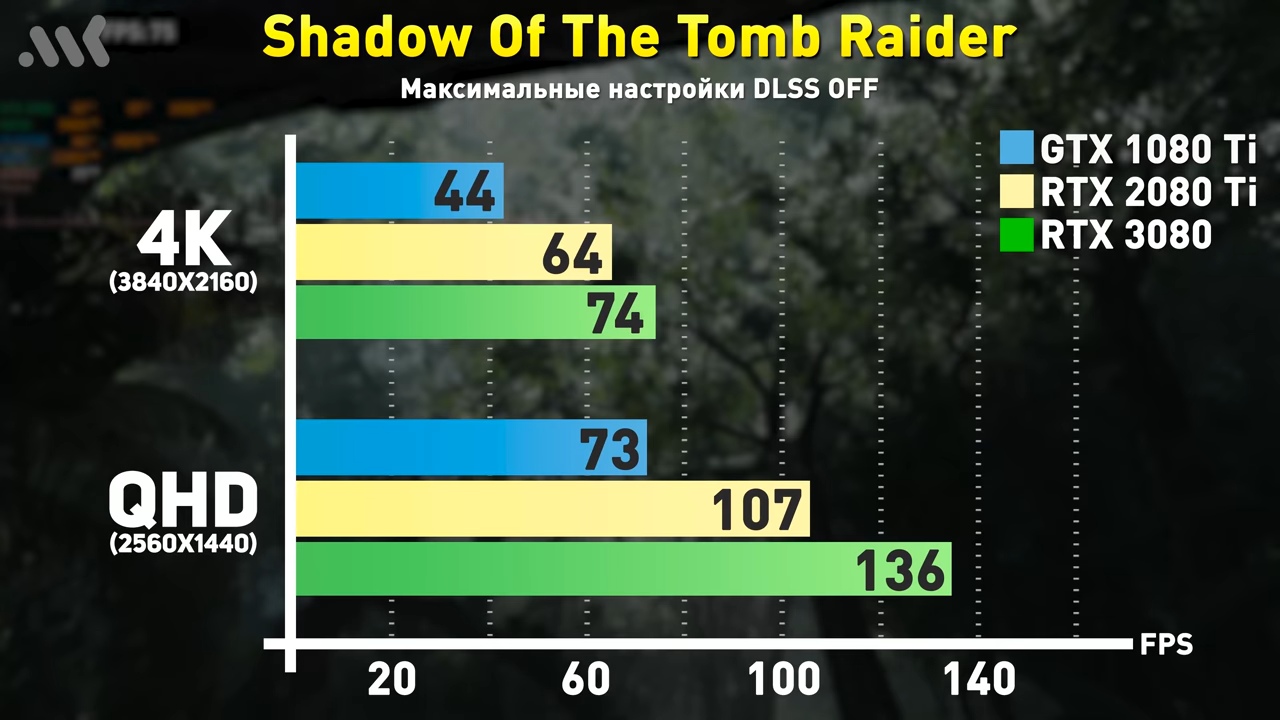 Shadow Of The Tomb Raider
Максимальные настройки DLSS OFF
GTX 1080 Ti
RTX 2080 Ti
RTX 3080
4K
(3840X2160)
44
64
74
QHD
(2560X1440)
73
107
136
FPS
20 60 100 140